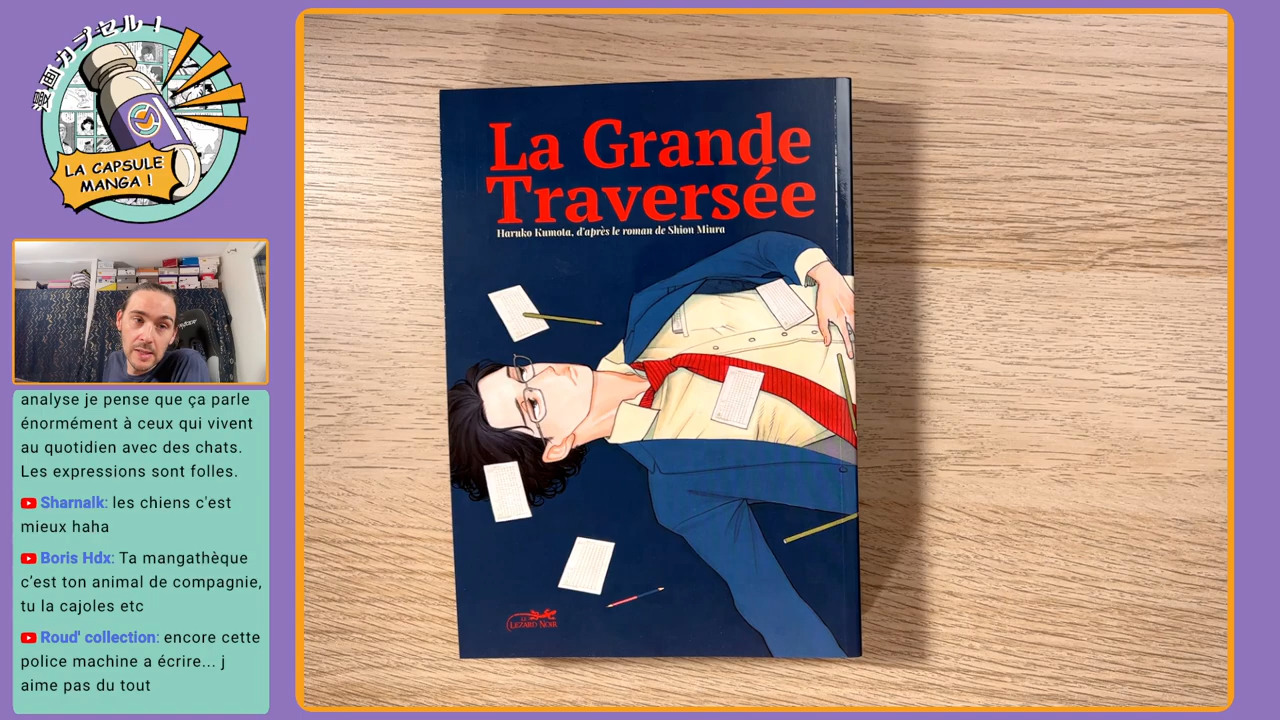 漫画カプセル!
LA CAPSULE
MANGA !
analyse je pense que ça parle
énormément à ceux qui vivent
au quotidien avec des chats.
Les expressions sont folles.
Sharnalk: les chiens c'est
mieux haha
Boris Hdx: Ta mangathèque
c'est ton animal de compagnie,
tu la cajoles etc
Roud' collection: encore cette
police machine a écrire... j
aime pas du tout
La Grande
Traversée
Haruko Kumota, d'après le roman de Shion Miura
LE
LEZARD NOIR